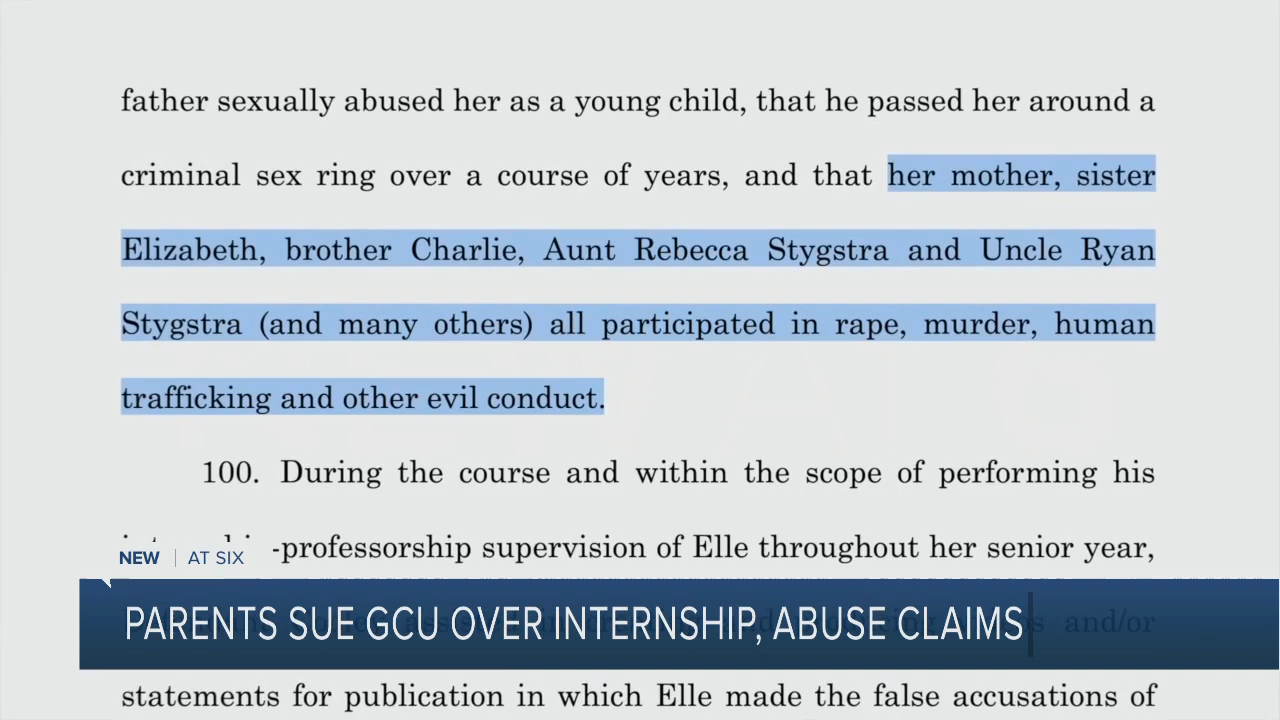 father sexually abused her as a young child, that he passed her around a
criminal sex ring over a course of years, and that her mother, sister
Elizabeth, brother Charlie, Aunt Rebecca Stygstra and Uncle Ryan
Stygstra (and many others) all participated in rape, murder, human
trafficking and other evil conduct.
100. During the course and within the scope of performing his
-professorship supervision of Elle throughout her senior year,
NEW | AT SIX
PARENTS SUE GCU OVER INTERNSHIP, ABUSE CLAIMS
and/or
statements for publication in which Elle made the false accusations of